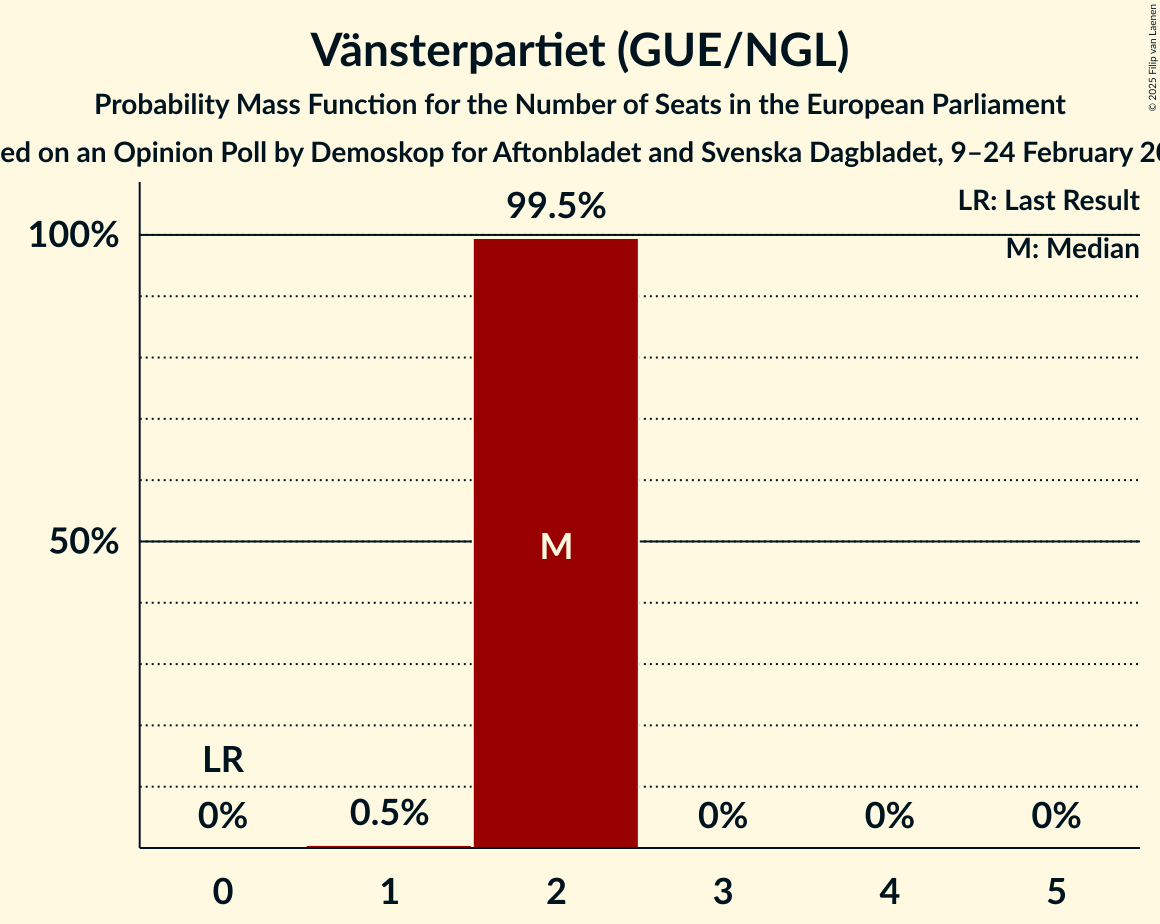 Vänsterpartiet (GUE/NGL)
Probability Mass Function for the Number of Seats in the European Parliament
on an Opinion Poll by Demoskop for Aftonbladet and Svenska Dagbladet, 9–24 February
© 2025 Filip van Laenen
LR: Last Result
M: Median
99.5%
100%
50%
M
LR
0%
0.5%
0%
0%
0%
0
1
2
3
4
5